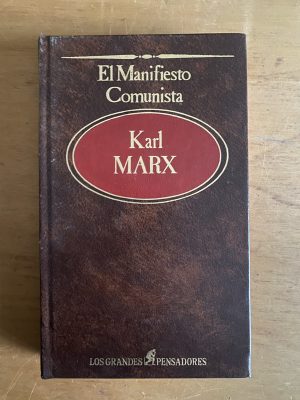 El Manifiesto
Comunista
Karl
MARX
LOS GRANDES PENSADORES